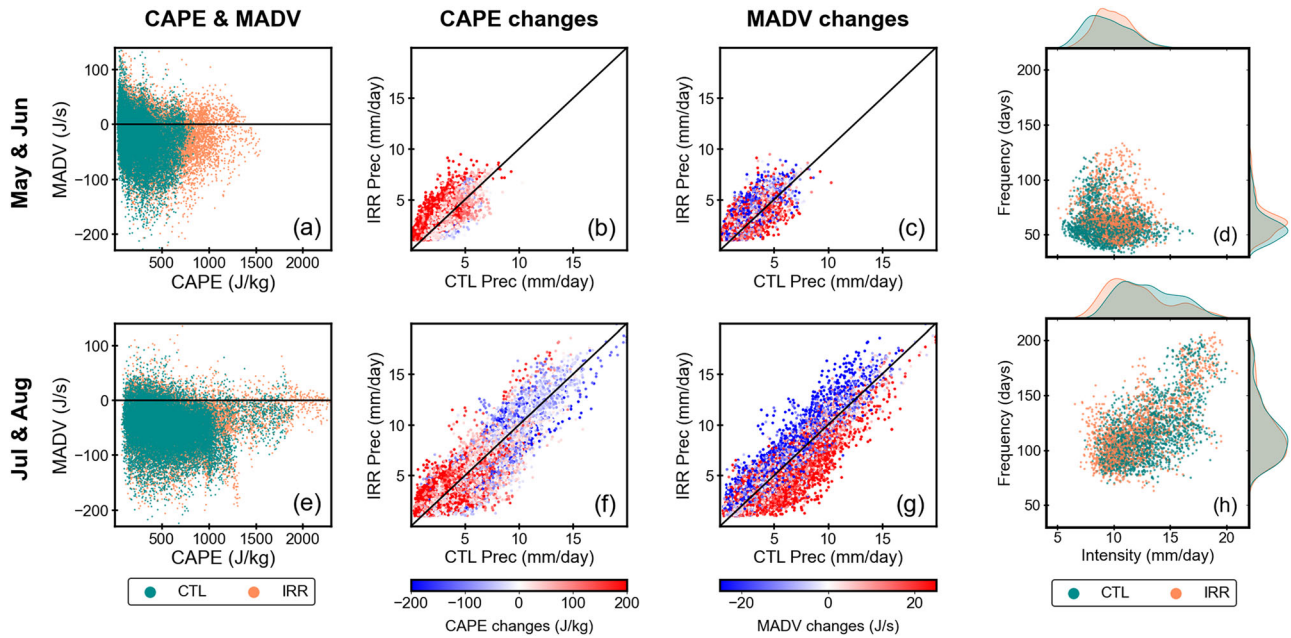 CAPE & MADV
CAPE changes
MADV changes
May & Jun
MADV (J/s)
100
0
−100
−200
(a)
500
1000
1500
2000
CAPE (J/kg)
IRR Prec (mm/day)
15
10
5
(b)
5
10
15
CTL Prec (mm/day)
IRR Prec (mm/day)
15
10
5
(c)
5
10
15
CTL Prec (mm/day)
Frequency (days)
200
150
100
50
(d)
Jul & Aug
MADV (J/s)
100
0
−100
−200
(e)
500
1000
1500
2000
CAPE (J/kg)
IRR Prec (mm/day)
15
10
5
(f)
5
10
15
CTL Prec (mm/day)
IRR Prec (mm/day)
15
10
5
(g)
5
10
15
CTL Prec (mm/day)
Frequency (days)
200
150
100
50
(h)
5
10
15
20
Intensity (mm/day)
CTL
IRR
−200
−100
0
100
200
CAPE changes (J/kg)
−20
0
20
MADV changes (J/s)
CTL
IRR